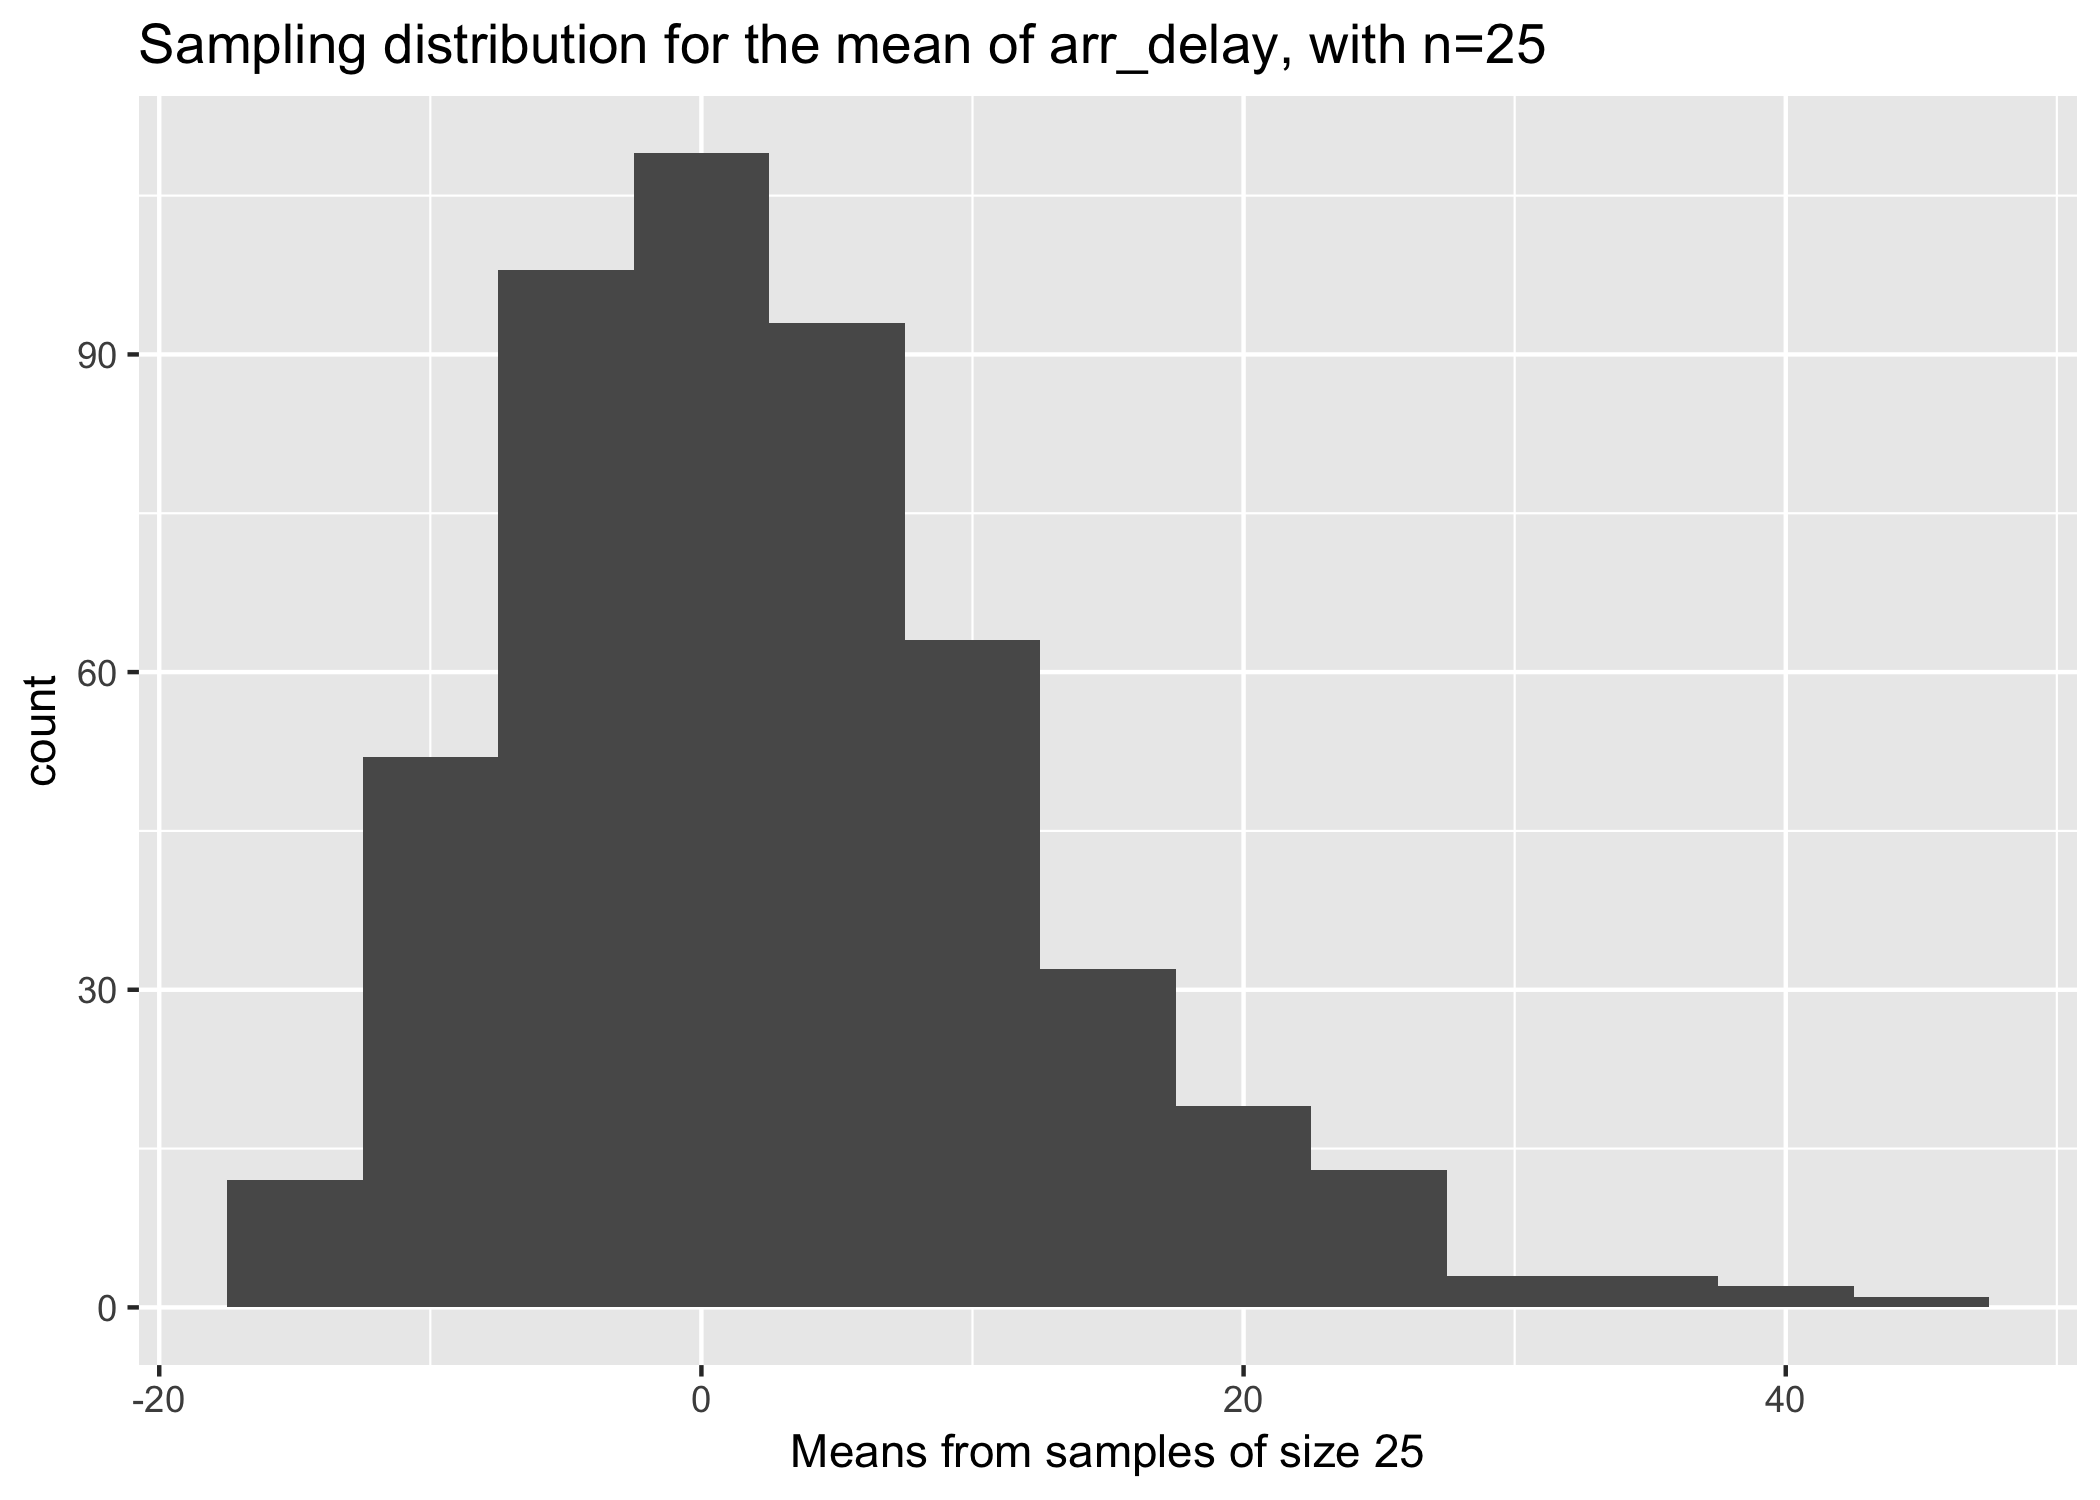 Sampling distribution for the mean of arr_delay, with n=25
count
90
60
30
0
-20
0
20
40
Means from samples of size 25